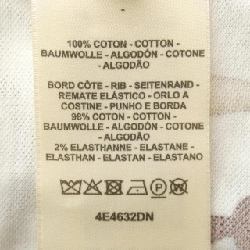 100% COTON - COTTON -
BAUMWOLLE - ALGODÓN - COTONE
- ALGODÃO
BORD CÔTE - RIB - SEITENRAND -
REMATE ELÁSTICO - ORLO A
COSTINE - PUNHO E BORDA
98% COTON - COTTON -
BAUMWOLLE - ALGODÓN - COTONE
- ALGODÃO
2% ELASTHANNE - ELASTANE -
ELASTHAN - ELASTAN - ELASTANO
P
4E4632DN